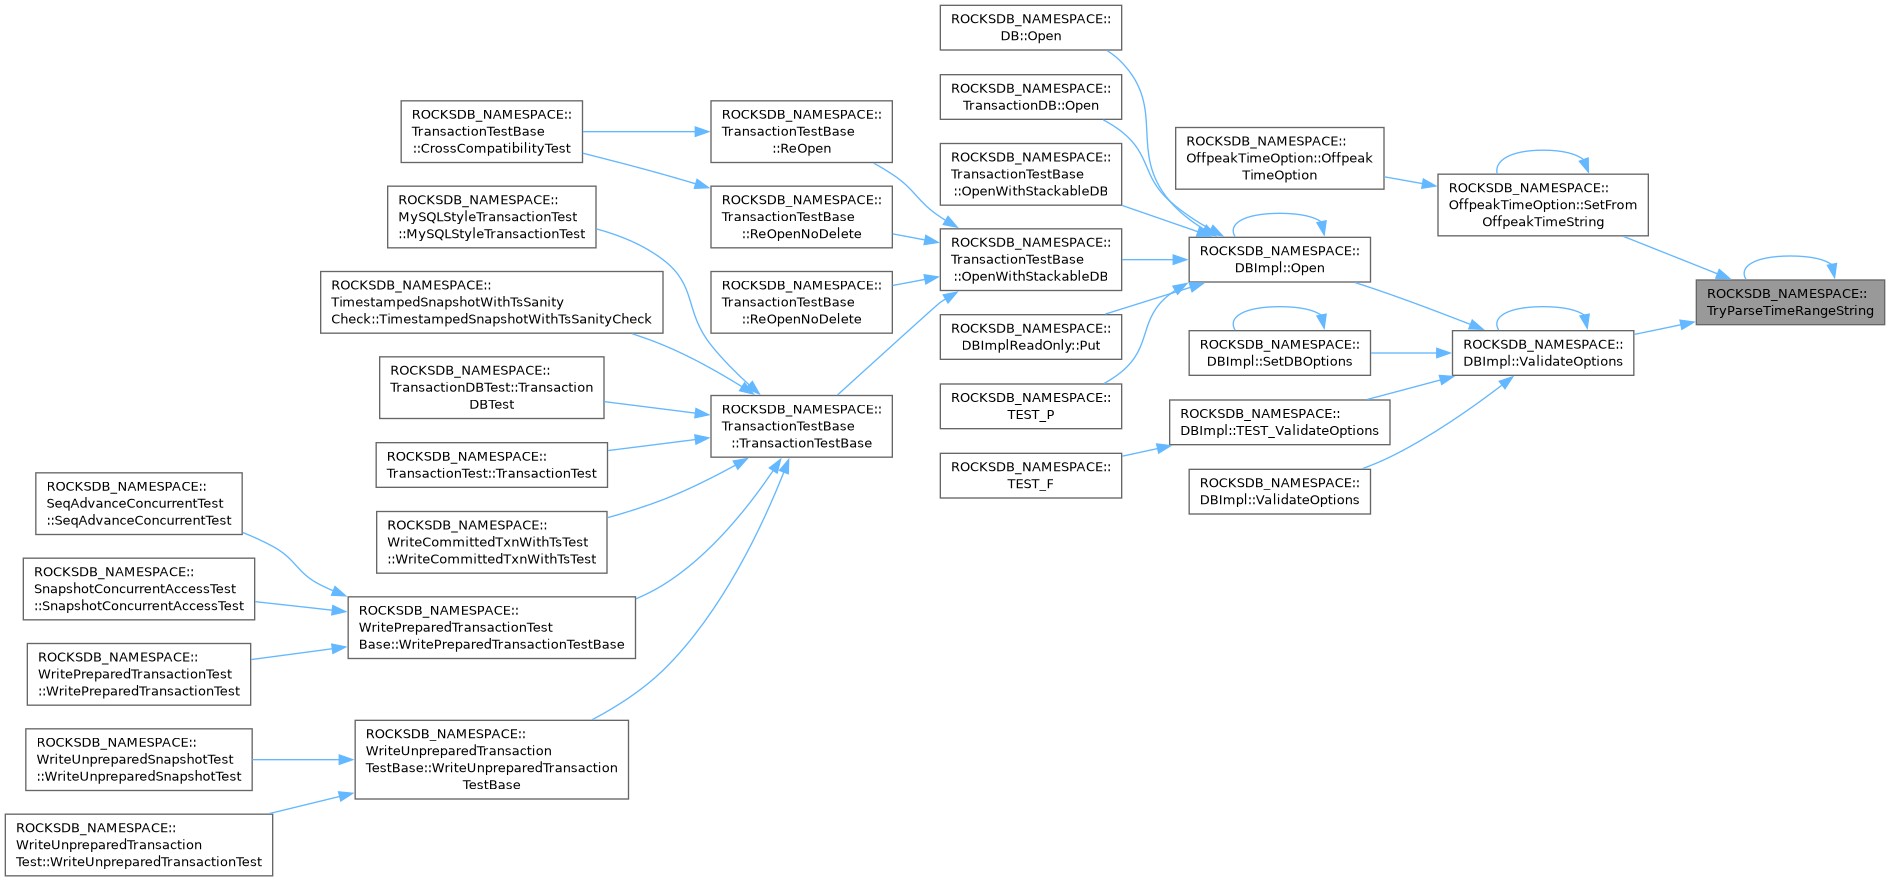 ROCKSDB_NAMESPACE::
DB::Open
ROCKSDB_NAMESPACE::
TransactionDB::Open
ROCKSDB_NAMESPACE::
TransactionTestBase
::CrossCompatibilityTest
ROCKSDB_NAMESPACE::
TransactionTestBase
::ReOpen
ROCKSDB_NAMESPACE::
OffpeakTimeOption::Offpeak
TimeOption
ROCKSDB_NAMESPACE::
TransactionTestBase
::OpenWithStackableDB
ROCKSDB_NAMESPACE::
OffpeakTimeOption::SetFrom
OffpeakTimeString
ROCKSDB_NAMESPACE::
MySQLStyleTransactionTest
::MySQLStyleTransactionTest
ROCKSDB_NAMESPACE::
TransactionTestBase
::ReOpenNoDelete
ROCKSDB_NAMESPACE::
TransactionTestBase
::OpenWithStackableDB
ROCKSDB_NAMESPACE::
DBImpl::Open
ROCKSDB_NAMESPACE::
TimestampedSnapshotWithTsSanity
Check::TimestampedSnapshotWithTsSanityCheck
ROCKSDB_NAMESPACE::
TransactionTestBase
::ReOpenNoDelete
ROCKSDB_NAMESPACE::
TryParseTimeRangeString
ROCKSDB_NAMESPACE::
DBImplReadOnly::Put
ROCKSDB_NAMESPACE::
DBImpl::SetDBOptions
ROCKSDB_NAMESPACE::
DBImpl::ValidateOptions
ROCKSDB_NAMESPACE::
TransactionDBTest::Transaction
DBTest
ROCKSDB_NAMESPACE::
TEST_P
ROCKSDB_NAMESPACE::
TransactionTestBase
::TransactionTestBase
ROCKSDB_NAMESPACE::
DBImpl::TEST_ValidateOptions
ROCKSDB_NAMESPACE::
TransactionTest::TransactionTest
ROCKSDB_NAMESPACE::
TEST_F
ROCKSDB_NAMESPACE::
DBImpl::ValidateOptions
ROCKSDB_NAMESPACE::
SeqAdvanceConcurrentTest
::SeqAdvanceConcurrentTest
ROCKSDB_NAMESPACE::
WriteCommittedTxnWithTsTest
::WriteCommittedTxnWithTsTest
ROCKSDB_NAMESPACE::
SnapshotConcurrentAccessTest
::SnapshotConcurrentAccessTest
ROCKSDB_NAMESPACE::
WritePreparedTransactionTest
Base::WritePreparedTransactionTestBase
ROCKSDB_NAMESPACE::
WritePreparedTransactionTest
::WritePreparedTransactionTest
ROCKSDB_NAMESPACE::
WriteUnpreparedSnapshotTest
::WriteUnpreparedSnapshotTest
ROCKSDB_NAMESPACE::
WriteUnpreparedTransaction
TestBase::WriteUnpreparedTransaction
TestBase
ROCKSDB_NAMESPACE::
WriteUnpreparedTransaction
Test::WriteUnpreparedTransactionTest